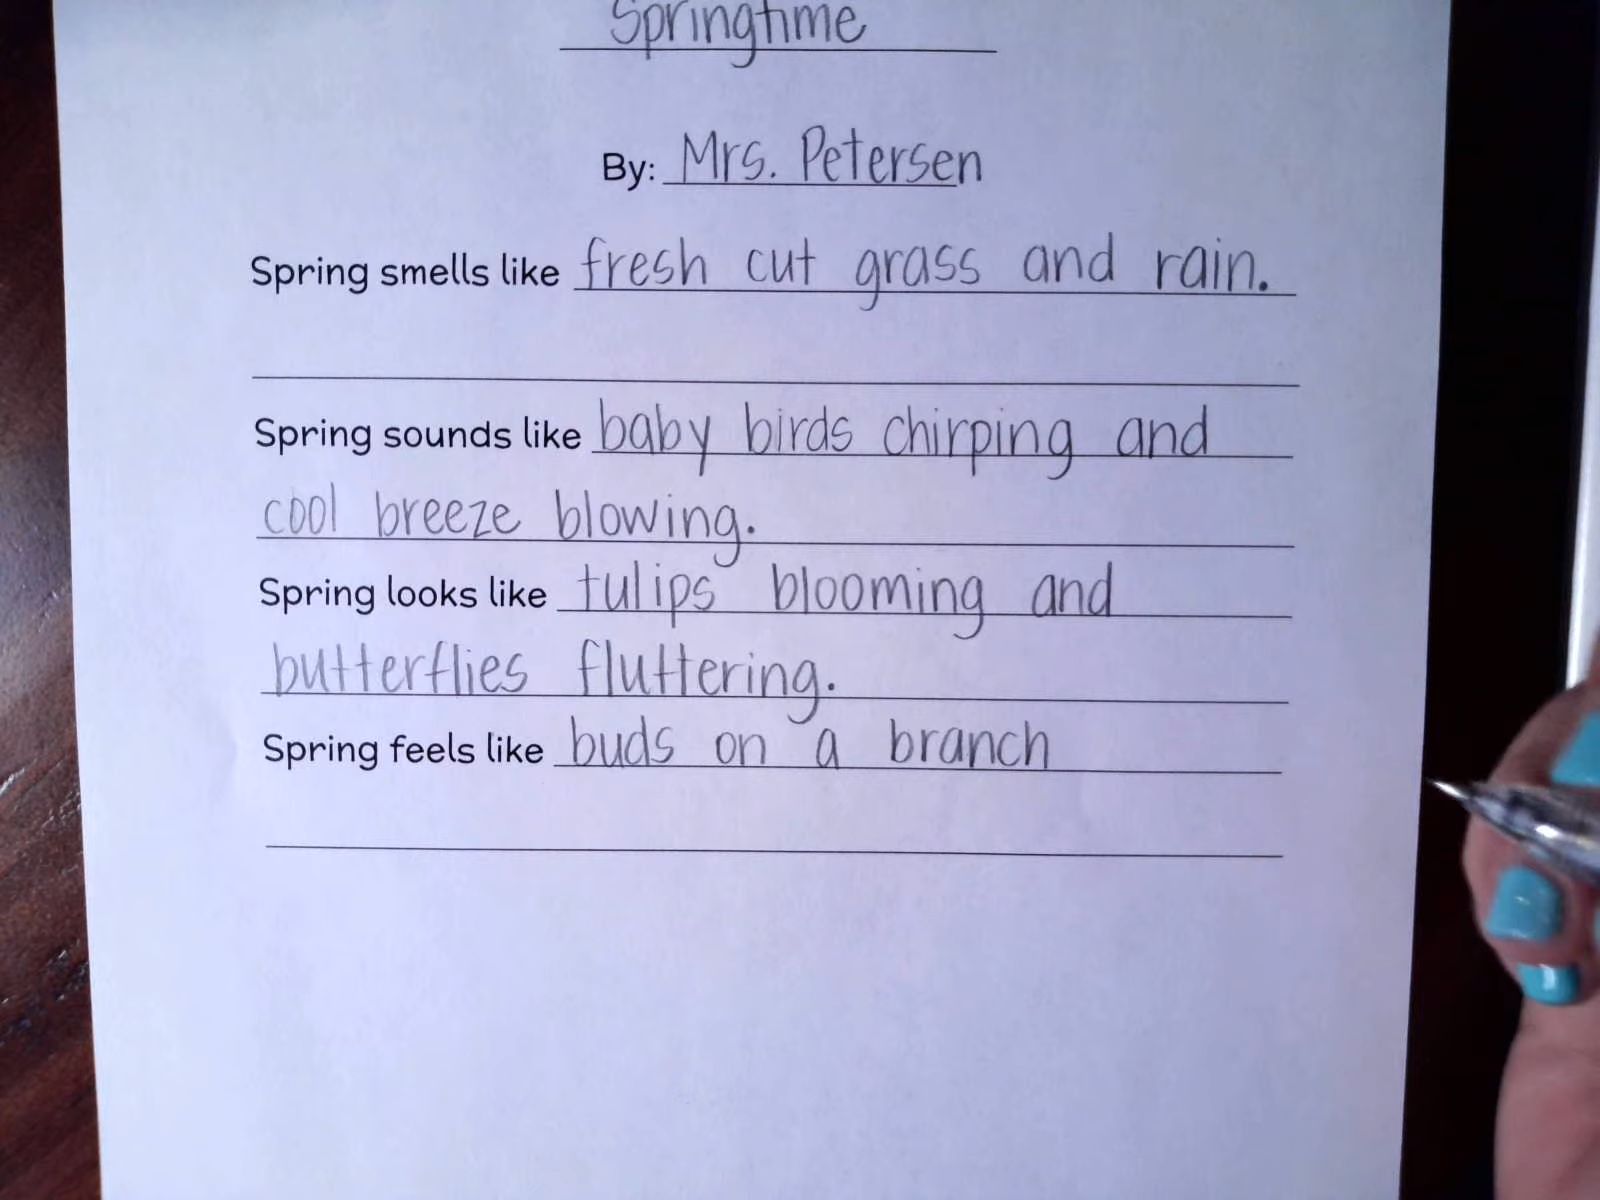 Springtime
By: Mrs. Petersen
Spring smells like fresh cut grass and rain.
Spring sounds like baby birds chirping and
cool breeze blowing.
Spring looks like tulips blooming and
butterflies fluttering.
Spring feels like buds on a branch